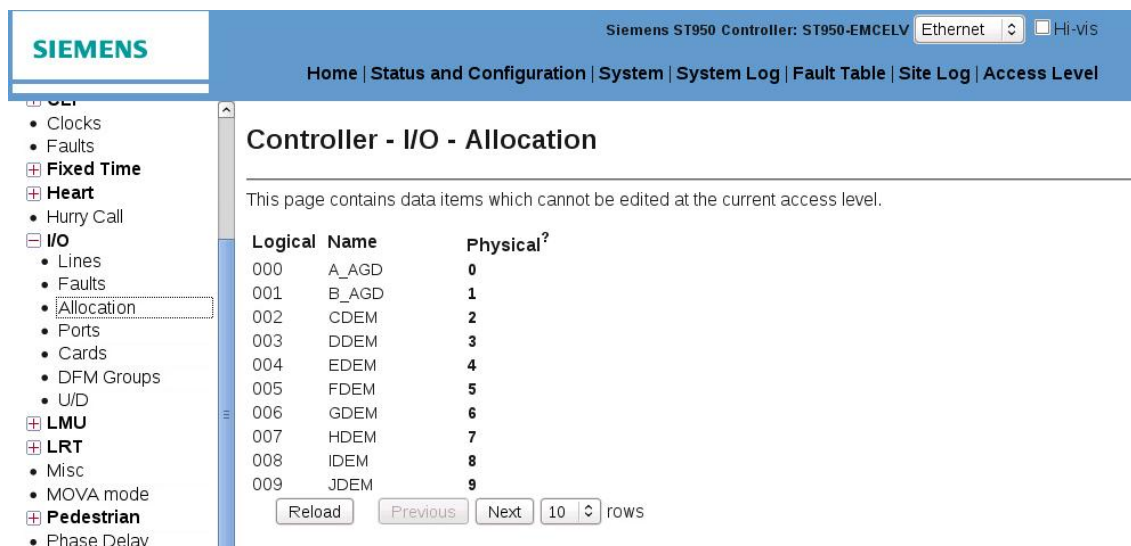 SIEMENS
Siemens ST950 Controller: ST950-EMCELV Ethernet Hi-vis
Home | Status and Configuration | System | System Log | Fault Table | Site Log | Access Level
Clocks
Faults
Fixed Time
Heart
Hurry Call
I/O
Lines
Faults
Allocation
Ports
Cards
DFM Groups
U/D
LMU
LRT
Misc
MOVA mode
Pedestrian
Phase Delay
Controller - I/O - Allocation
This page contains data items which cannot be edited at the current access level.
Logical Name Physical?
000 A_AGD 0
001 B_AGD 1
002 CDEM 2
003 DDEM 3
004 EDEM 4
005 FDEM 5
006 GDEM 6
007 HDEM 7
008 IDEM 8
009 JDEM 9
Reload Previous Next 10 rows